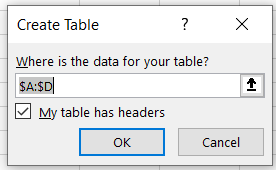 Create Table ? ×
Where is the data for your table?
$A:$D
My table has headers
OK Cancel